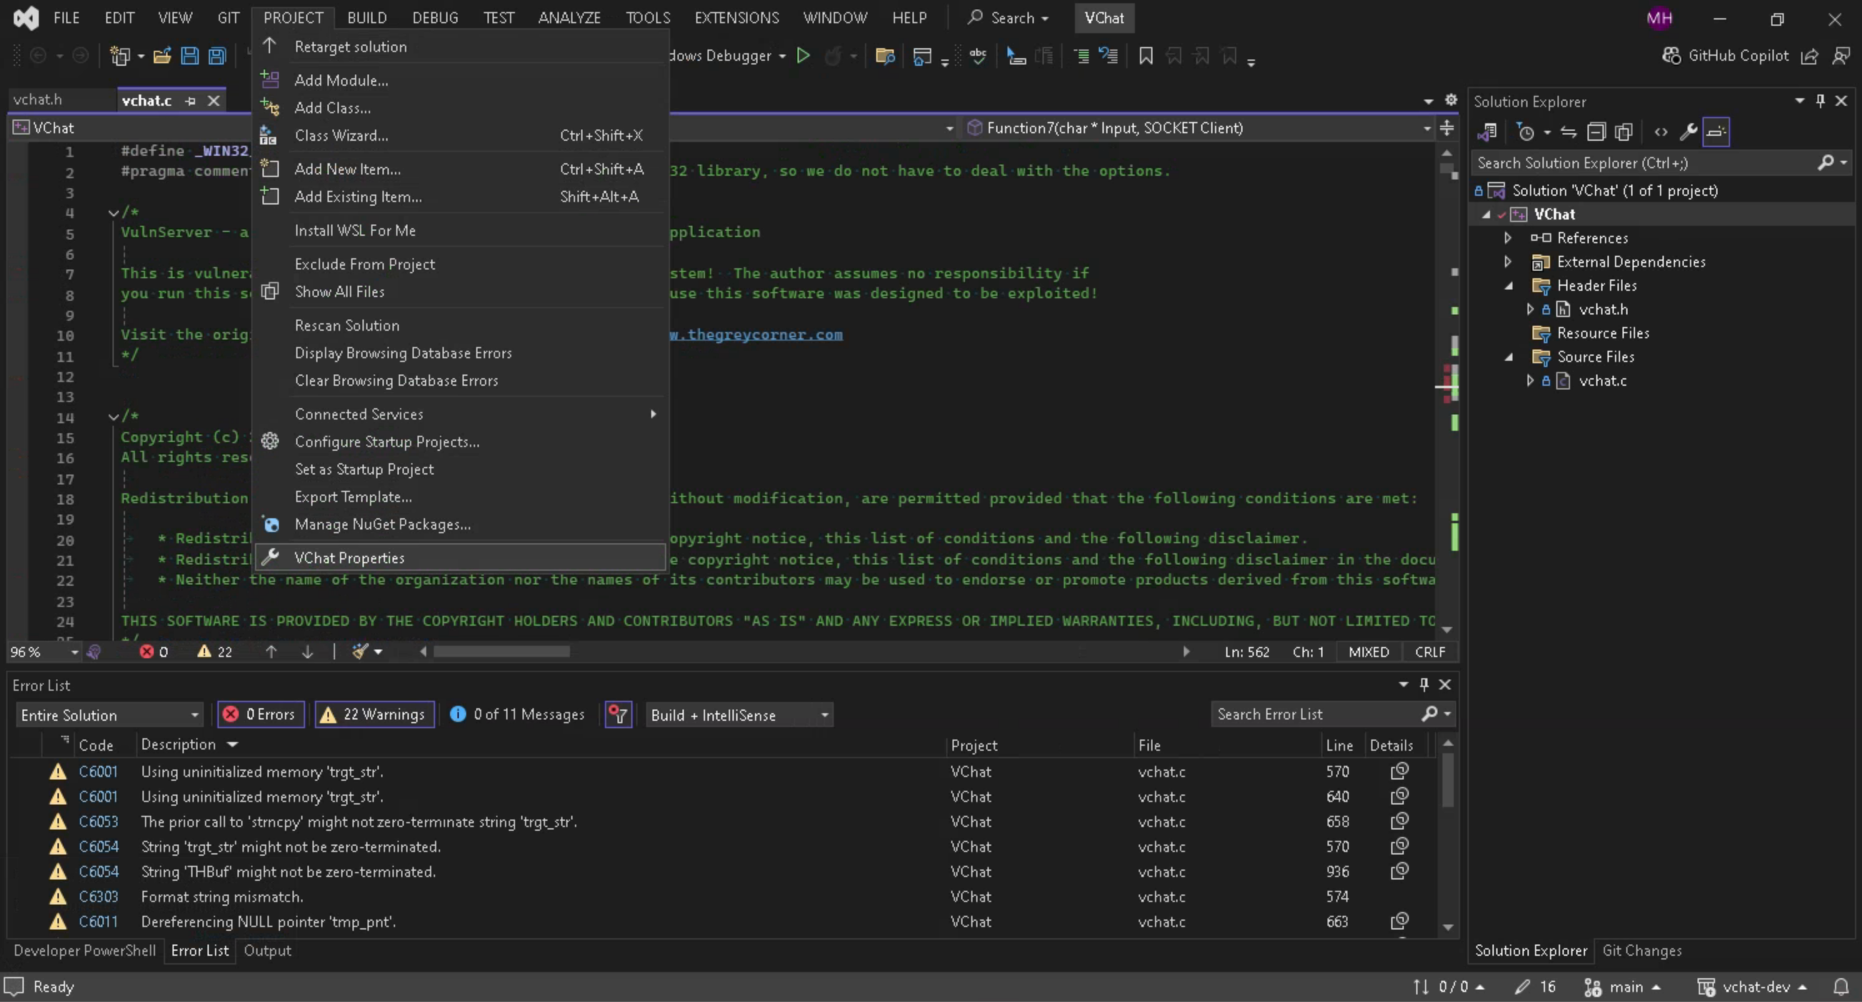 FILE EDIT VIEW GIT PROJECT BUILD DEBUG TEST ANALYZE TOOLS EXTENSIONS WINDOW HELP Search VChat MH
dows Debugger abc GitHub Copilot
Retarget solution
Add Module...
Add Class...
Class Wizard... Ctrl+Shift+X
Add New Item... Ctrl+Shift+A
Add Existing Item... Shift+Alt+A
Install WSL For Me
Exclude From Project
Show All Files
Rescan Solution
Display Browsing Database Errors
Clear Browsing Database Errors
Connected Services
Configure Startup Projects...
Set as Startup Project
Export Template...
Manage NuGet Packages...
VChat Properties
vchat.h vchat.c
VChat Function7(char * Input, SOCKET Client)
1 #define _WIN32_
2 #pragma comment 32 library, so we do not have to deal with the options.
3
4 /*
5 VulnServer - a pplication
6
7 This is vulnera stem! The author assumes no responsibility if
8 you run this s use this software was designed to be exploited!
9
10 Visit the orig w.thegreycorner.com
11 */
12
13
14 /*
15 Copyright (c)
16 All rights res
17
18 Redistribution ithout modification, are permitted provided that the following conditions are met:
19
20 * Redistri opyright notice, this list of conditions and the following disclaimer.
21 * Redistri e copyright notice, this list of conditions and the following disclaimer in the docu
22 * Neither the name of the organization nor the names of its contributors may be used to endorse or promote products derived from this softwa
23
24 THIS SOFTWARE IS PROVIDED BY THE COPYRIGHT HOLDERS AND CONTRIBUTORS "AS IS" AND ANY EXPRESS OR IMPLIED WARRANTIES, INCLUDING, BUT NOT LIMITED TO
25 */
96 % 0 22 Ln: 562 Ch: 1 MIXED CRLF
Error List
Entire Solution 0 Errors 22 Warnings 0 of 11 Messages Build + IntelliSense Search Error List
Code Description Project File Line Details
C6001 Using uninitialized memory 'trgt_str'. VChat vchat.c 570
C6001 Using uninitialized memory 'trgt_str'. VChat vchat.c 640
C6053 The prior call to 'strncpy' might not zero-terminate string 'trgt_str'. VChat vchat.c 658
C6054 String 'trgt_str' might not be zero-terminated. VChat vchat.c 570
C6054 String 'THBuf' might not be zero-terminated. VChat vchat.c 936
C6303 Format string mismatch. VChat vchat.c 574
C6011 Dereferencing NULL pointer 'tmp_pnt'. VChat vchat.c 663
Developer PowerShell Error List Output
Solution Explorer
Search Solution Explorer (Ctrl+;)
Solution 'VChat' (1 of 1 project)
VChat
References
External Dependencies
Header Files
vchat.h
Resource Files
Source Files
vchat.c
Solution Explorer Git Changes
Ready 0 / 0 16 main vchat-dev